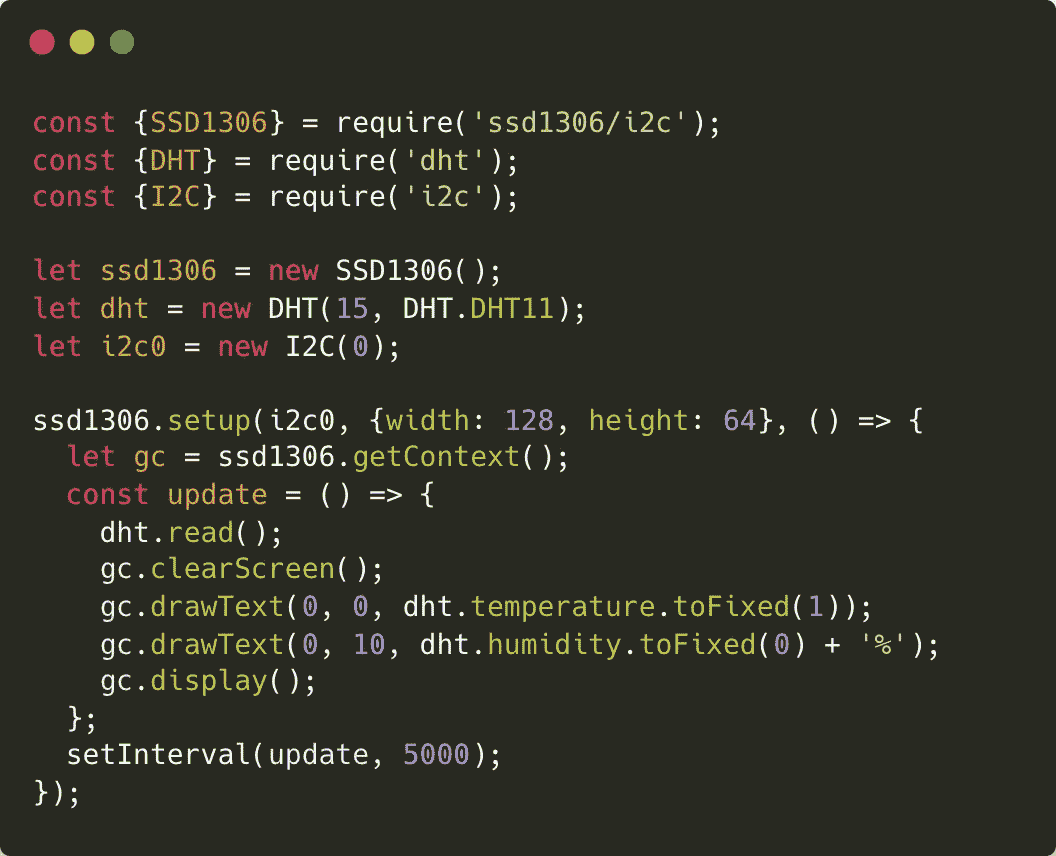 const {SSD1306} = require('ssd1306/i2c');
const {DHT} = require('dht');
const {I2C} = require('i2c');

let ssd1306 = new SSD1306();
let dht = new DHT(15, DHT.DHT11);
let i2c0 = new I2C(0);

ssd1306.setup(i2c0, {width: 128, height: 64}, () => {
  let gc = ssd1306.getContext();
  const update = () => {
    dht.read();
    gc.clearScreen();
    gc.drawText(0, 0, dht.temperature.toFixed(1));
    gc.drawText(0, 10, dht.humidity.toFixed(0) + '%');
    gc.display();
  };
  setInterval(update, 5000);
});